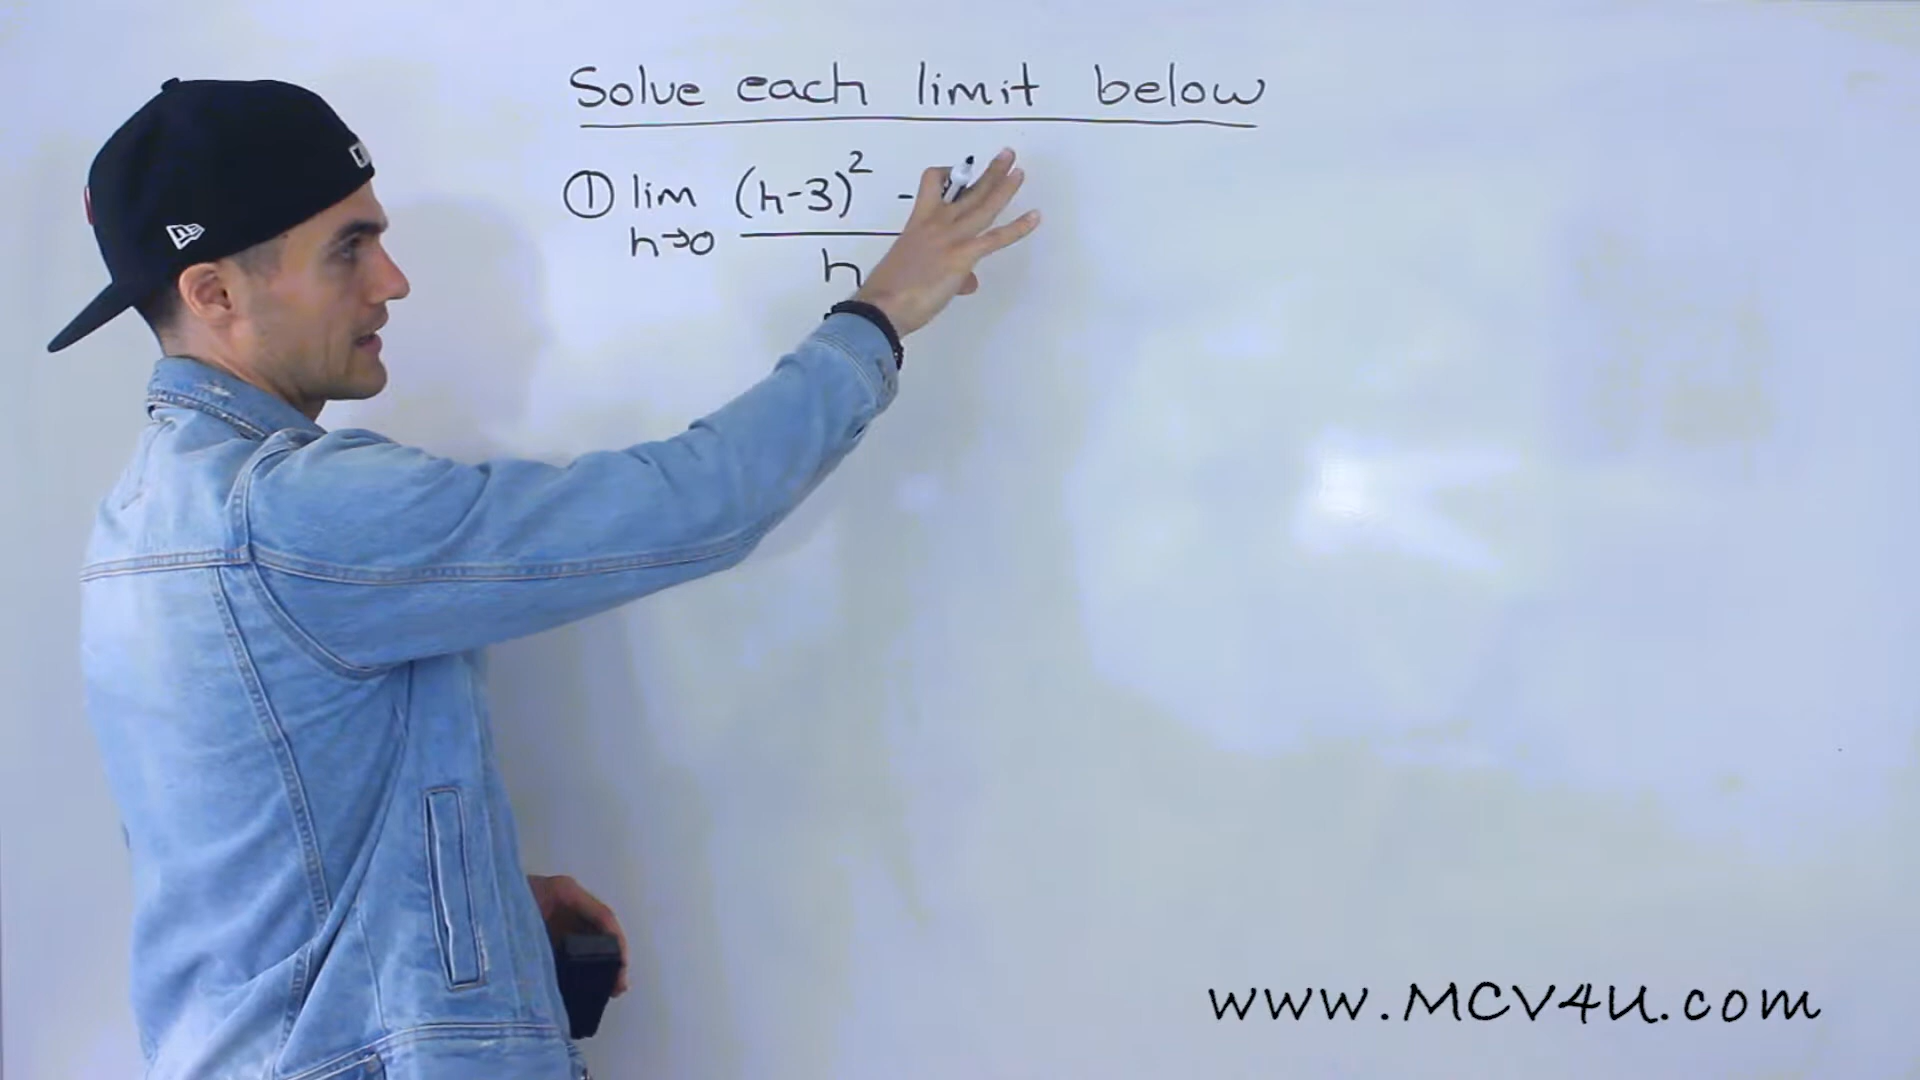 Solve each limit below
① lim (h-3)² -
h→0 h
www.MCV4U.com